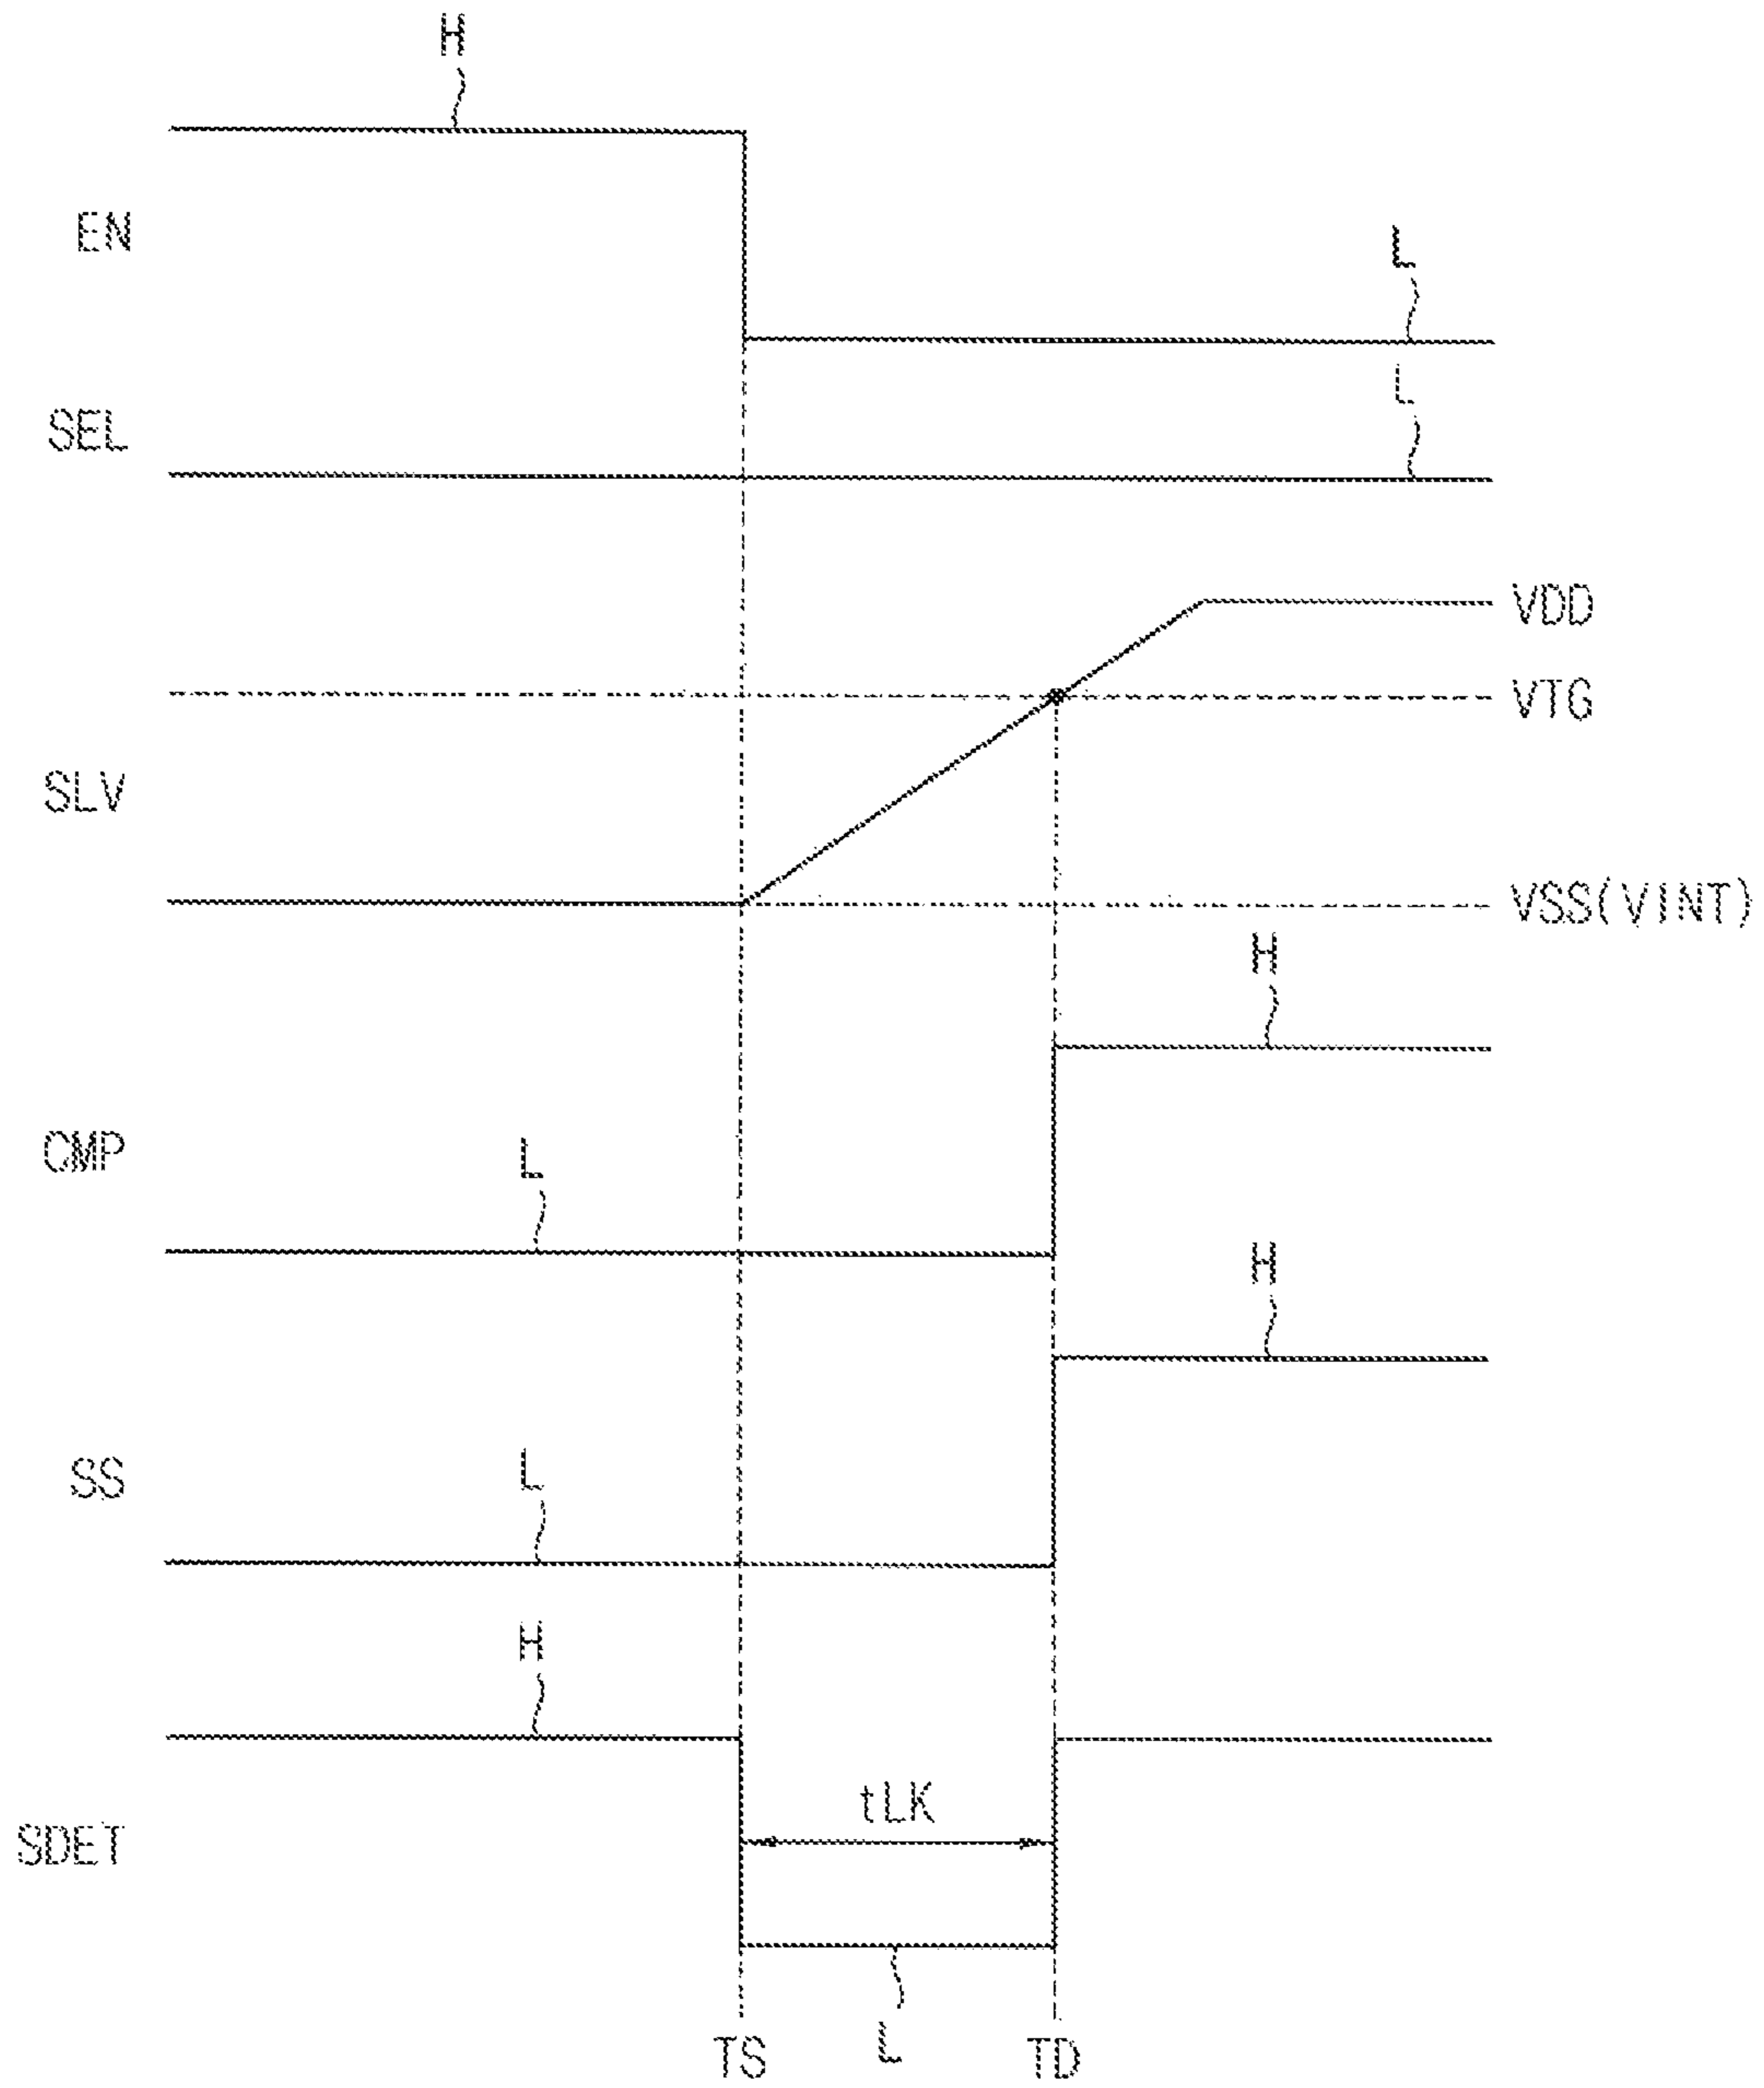 H
EN
L
SEL
L
VDD
VTG
SLV
VSS(VINT)
H
CMP
L
H
SS
L
H
tLK
SDET
TS
L
TD